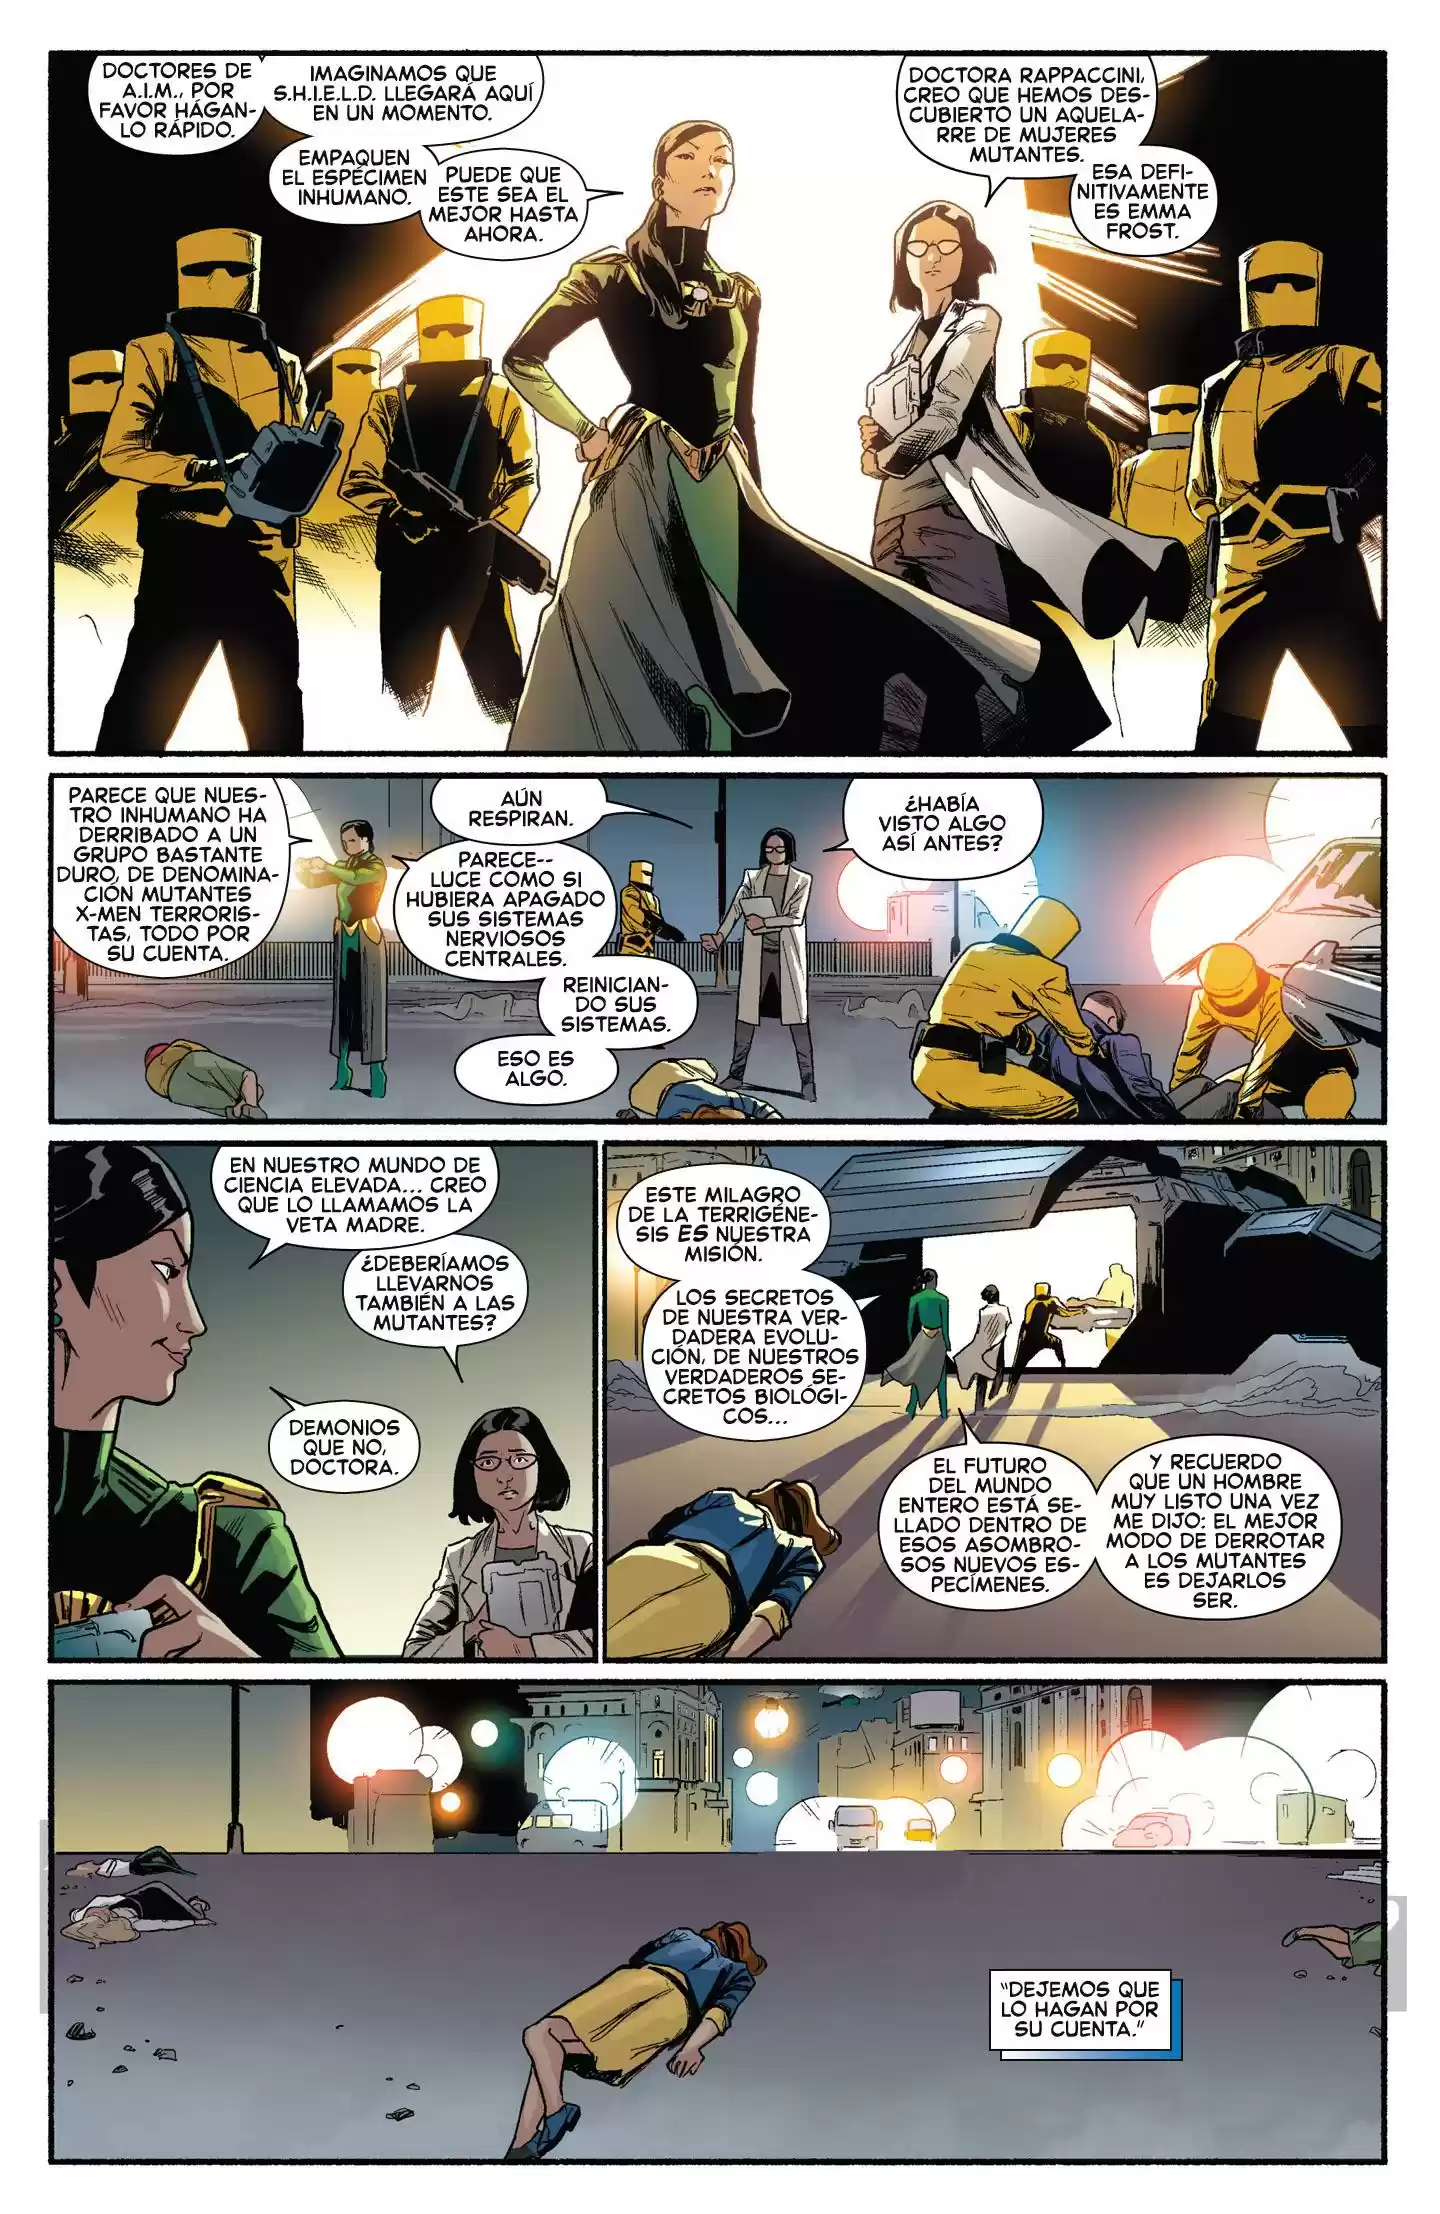 DOCTORES DE
A.I.M., POR
FAVOR HÁGAN-
LO RÁPIDO.
IMAGINAMOS QUE
S.H.I.E.L.D. LLEGARÁ AQUÍ
EN UN MOMENTO.
EMPAQUEN
EL ESPÉCIMEN
INHUMANO.
PUEDE QUE
ESTE SEA EL
MEJOR HASTA
AHORA.
DOCTORA RAPPACCINI,
CREO QUE HEMOS DES-
CUBIERTO UN AQUELA-
RRE DE MUJERES
MUTANTES.
ESA DEFI-
NITIVAMENTE
ES EMMA
FROST.
PARECE QUE NUES-
TRO INHUMANO HA
DERRIBADO A UN
GRUPO BASTANTE
DURO, DE DENOMINA-
CIÓN MUTANTES
X-MEN TERRORIS-
TAS, TODO POR
SU CUENTA.
AÚN
RESPIRAN.
PARECE--
LUCE COMO SI
HUBIERA APAGADO
SUS SISTEMAS
NERVIOSOS
CENTRALES.
REINICIAN-
DO SUS
SISTEMAS.
ESO ES
ALGO.
¿HABÍA
VISTO ALGO
ASÍ ANTES?
EN NUESTRO MUNDO DE
CIENCIA ELEVADA... CREO
QUE LO LLAMAMOS LA
VETA MADRE.
¿DEBERÍAMOS
LLEVARNOS
TAMBIÉN A LAS
MUTANTES?
DEMONIOS
QUE NO,
DOCTORA.
ESTE MILAGRO
DE LA TERRIGÉNE-
SIS ES NUESTRA
MISIÓN.
LOS SECRETOS
DE NUESTRA VER-
DADERA EVOLU-
CIÓN, DE NUESTROS
VERDADEROS SE-
CRETOS BIOLÓGI-
COS...
EL FUTURO
DEL MUNDO
ENTERO ESTÁ SE-
LLADO DENTRO DE
ESOS ASOMBRO-
SOS NUEVOS ES-
PECÍMENES.
Y RECUERDO
QUE UN HOMBRE
MUY LISTO UNA VEZ
ME DIJO: EL MEJOR
MODO DE DERROTAR
A LOS MUTANTES
ES DEJARLOS
SER.
"DEJEMOS QUE
LO HAGAN POR
SU CUENTA."